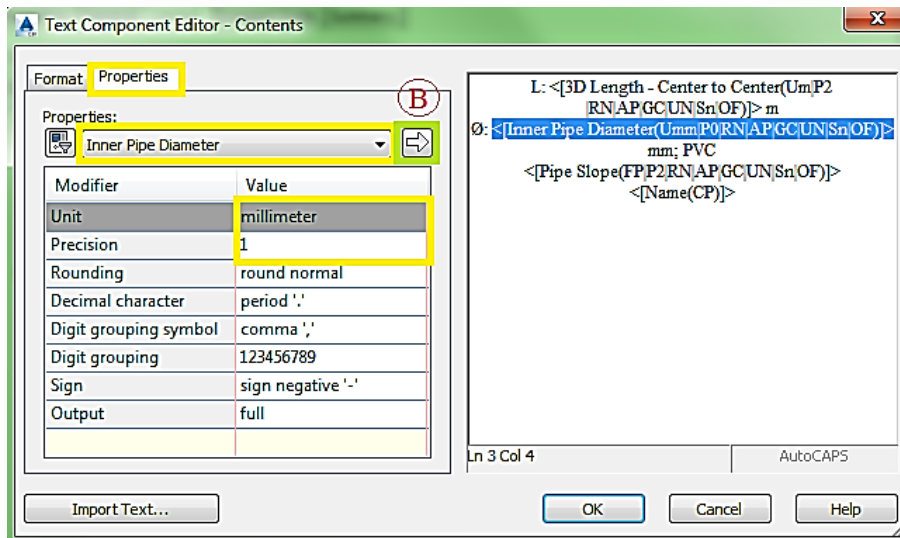 Text Component Editor - Contents
Format Properties
B
Properties:
Inner Pipe Diameter
Modifier Value
Unit millimeter
Precision 1
Rounding round normal
Decimal character period '.'
Digit grouping symbol comma ','
Digit grouping 123456789
Sign sign negative '-'
Output full
L: <[3D Length - Center to Center(Um|P2
|RN|AP|GC|UN|Sn|OF)]> m
Ø: <[Inner Pipe Diameter(Umm|P0|RN|AP|GC|UN|Sn|OF)]>
mm; PVC
<[Pipe Slope(FP|P2|RN|AP|GC|UN|Sn|OF)]>
<[Name(CP)]>
Ln 3 Col 4 AutoCAPS
Import Text... OK Cancel Help